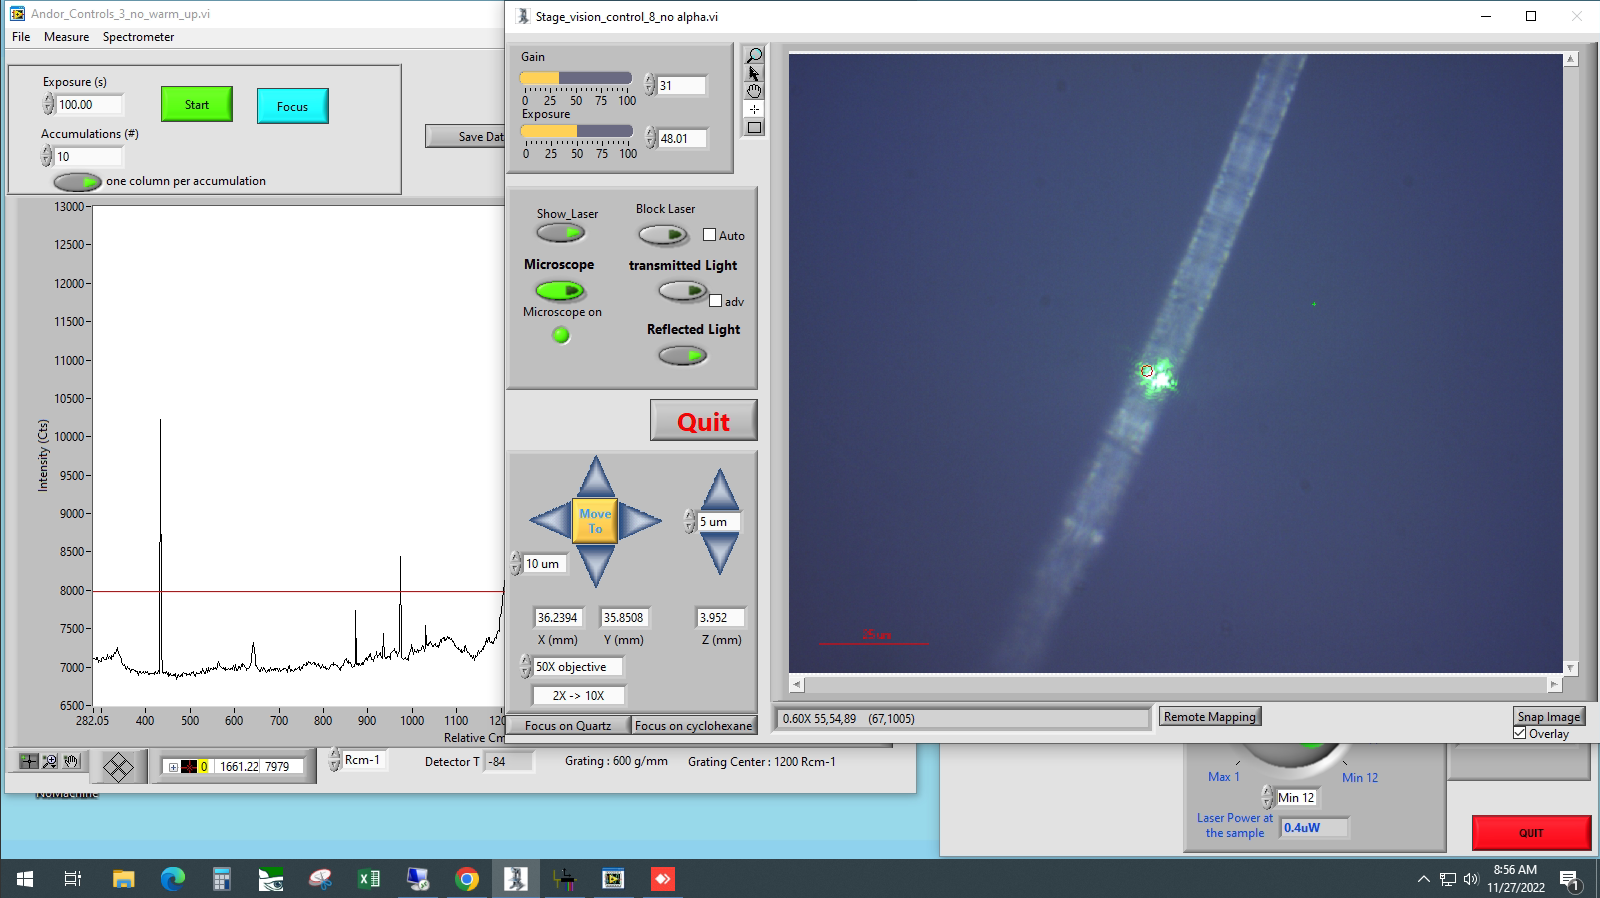 Andor_Controls_3_no_warm_up.vi
File Measure Spectrometer
Exposure (s)
100.00
Start
Focus
Accumulations (#)
10
one column per accumulation
Save Dat
13000
12500
12000
11500
11000
10500
10000
9500
9000
8500
8000
7500
7000
6500
Intensity (Cts)
282.05 400 500 600 700 800 900 1000 1100 120
Relative Cm
0 1661.22 7979
Rcm-1
Detector T -84
Grating : 600 g/mm
Grating Center : 1200 Rcm-1
Stage_vision_control_8_no alpha.vi
Gain
31
0 25 50 75 100
Exposure
48.01
0 25 50 75 100
Show_Laser
Block Laser
Auto
Microscope
transmitted Light
adv
Microscope on
Reflected Light
Quit
Move
To
5 um
10 um
36.2394 35.8508 3.952
X (mm) Y (mm) Z (mm)
50X objective
2X -> 10X
Focus on Quartz Focus on cyclohexane
0.60X 55,54,89 (67,1005)
Remote Mapping
Snap Image
Overlay
Max 1
Min 12
Min 12
Laser Power at
the sample
0.4uW
QUIT
NoMachine
8:56 AM
11/27/2022
1